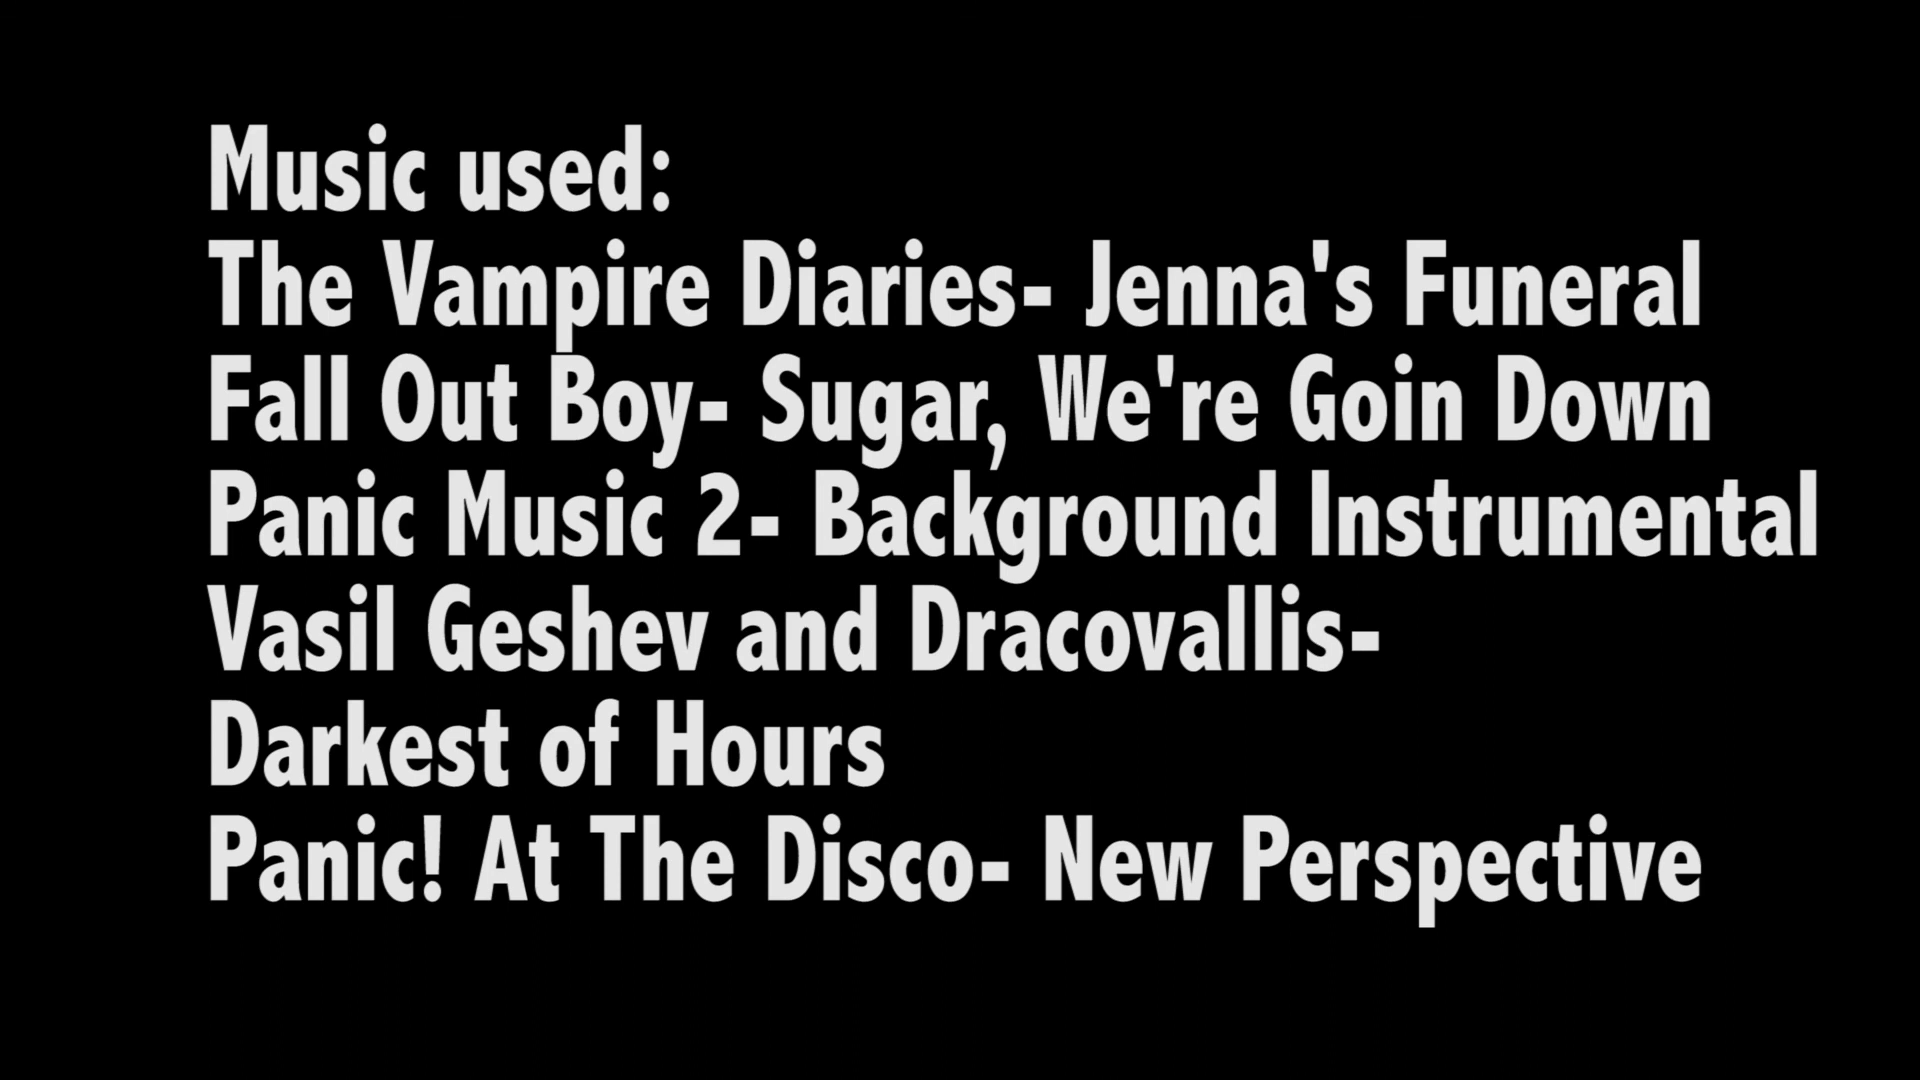 Music used:
The Vampire Diaries- Jenna's Funeral
Fall Out Boy- Sugar, We're Goin Down
Panic Music 2- Background Instrumental
Vasil Geshev and Dracovallis-
Darkest of Hours
Panic! At The Disco- New Perspective